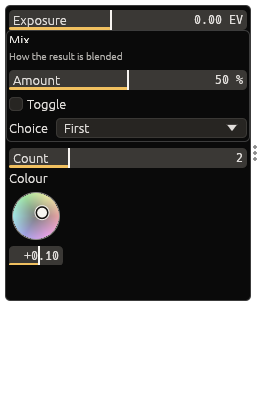 Exposure 0.00 EV
Mix
How the result is blended
Amount 50 %
Toggle
Choice First
Count 2
Colour
+0.10